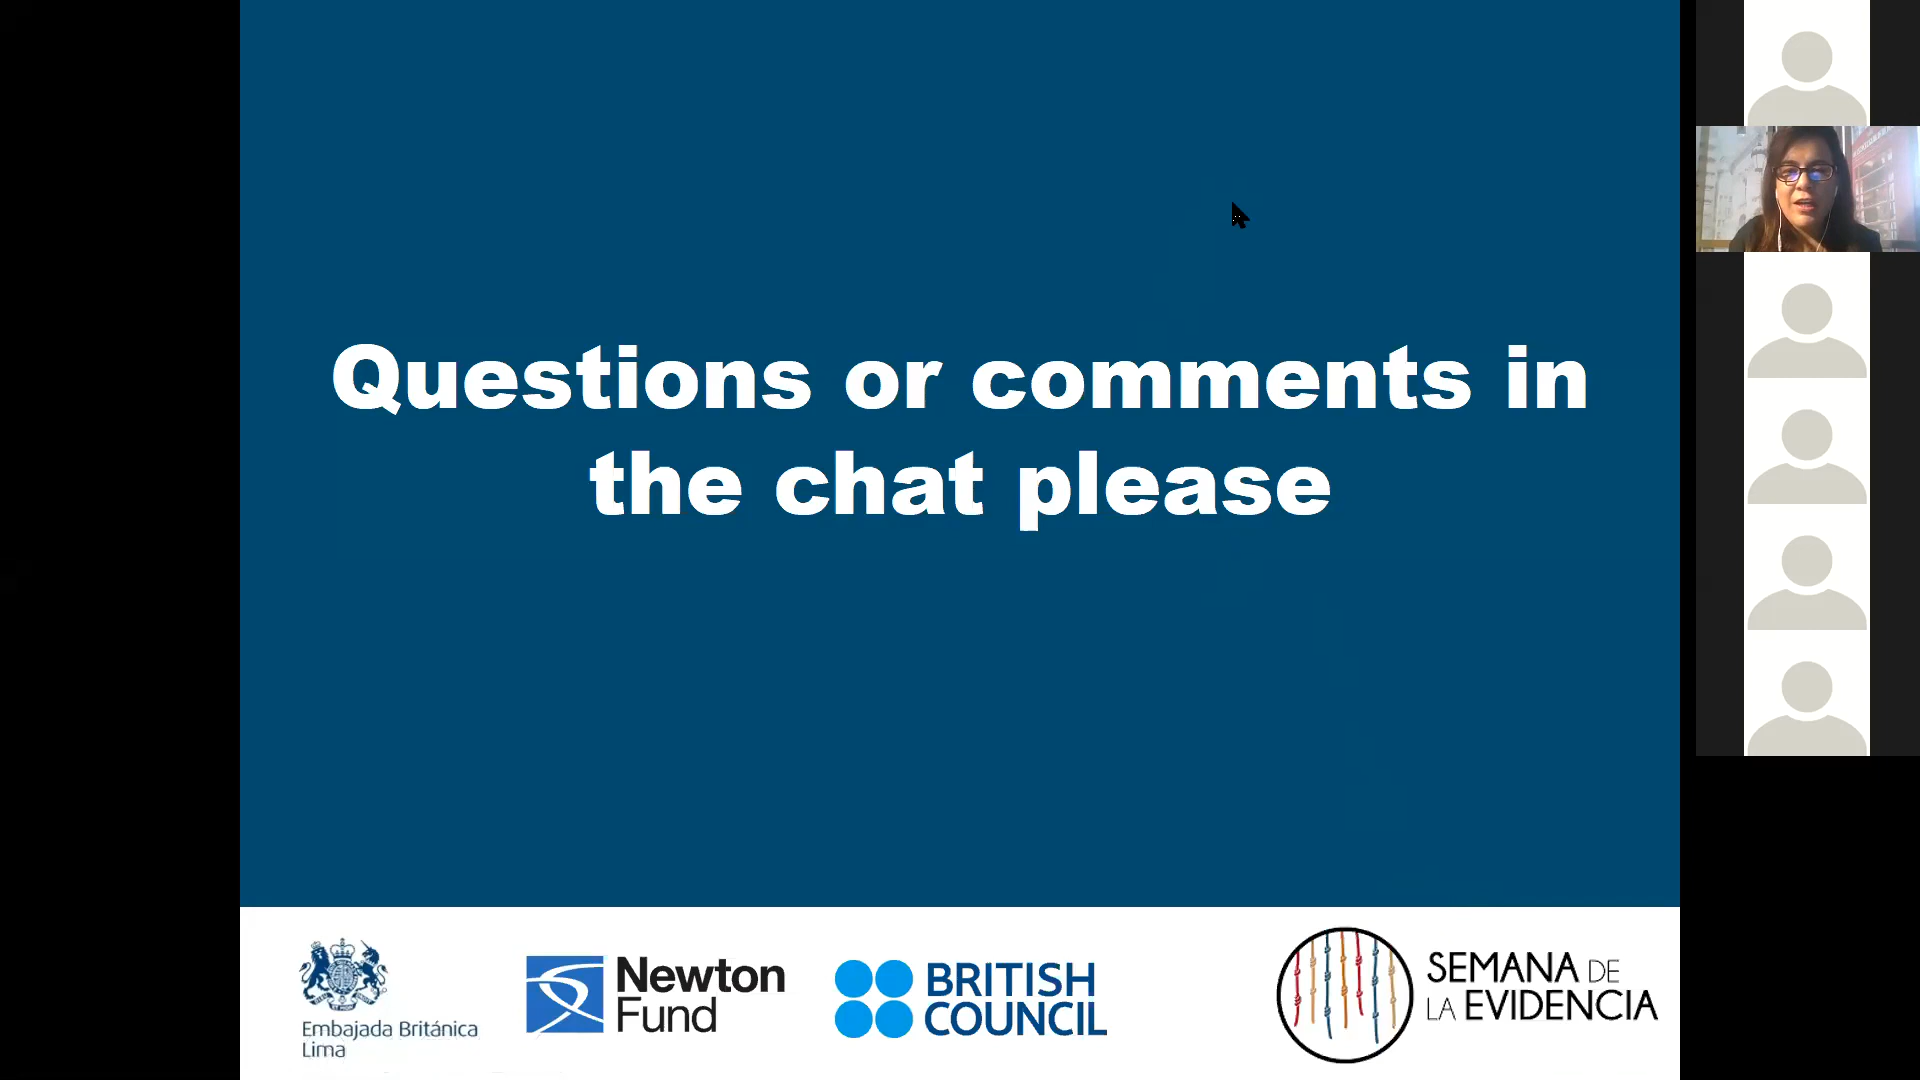 Questions or comments in
the chat please
Embajada Británica
Lima
Newton
Fund
BRITISH
COUNCIL
SEMANA DE
LA EVIDENCIA